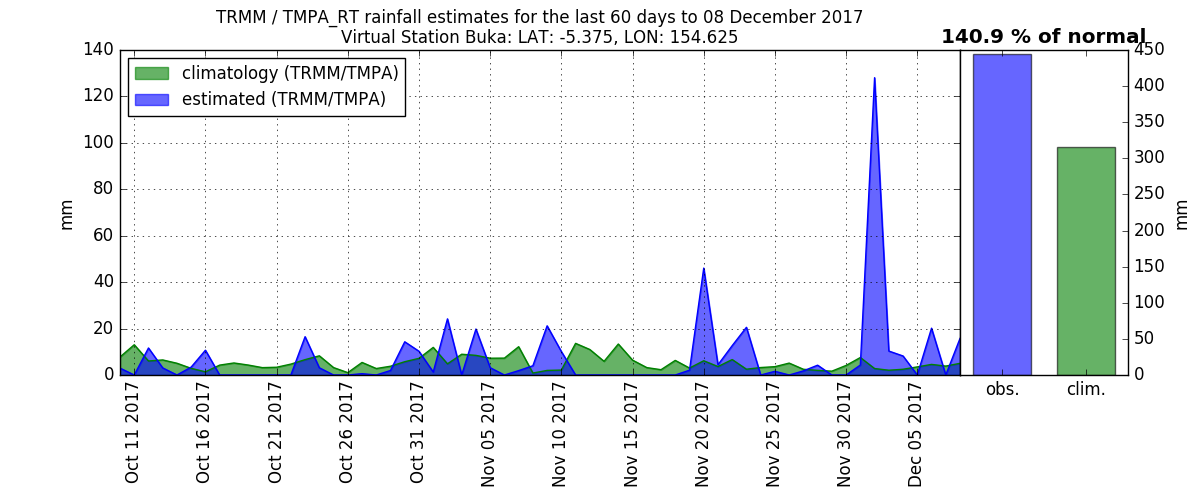 TRMM / TMPA_RT rainfall estimates for the last 60 days to 08 December 2017
Virtual Station Buka: LAT: -5.375, LON: 154.625
140.9 % of normal
climatology (TRMM/TMPA)
estimated (TRMM/TMPA)
140
120
100
80
60
40
20
0
mm
Oct 11 2017
Oct 16 2017
Oct 21 2017
Oct 26 2017
Oct 31 2017
Nov 05 2017
Nov 10 2017
Nov 15 2017
Nov 20 2017
Nov 25 2017
Nov 30 2017
Dec 05 2017
450
400
350
300
250
200
150
100
50
0
mm
obs.
clim.